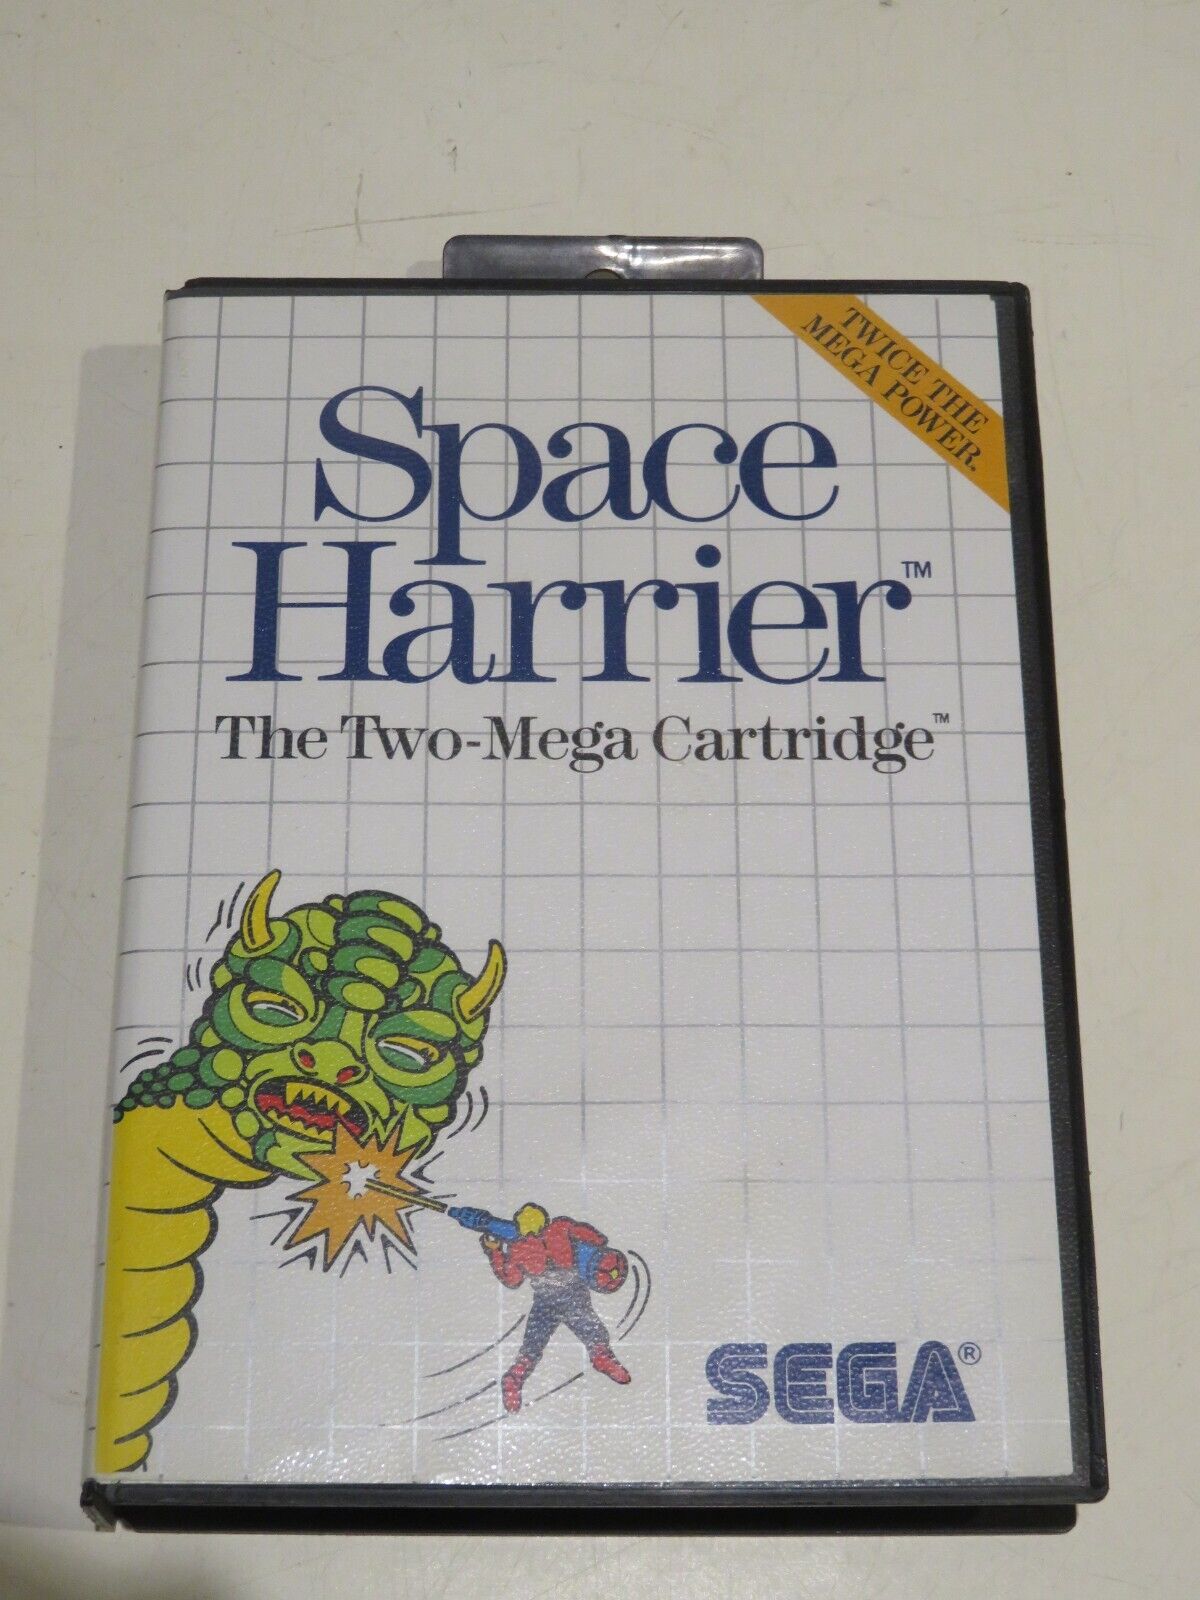 TWICE THE
MEGA POWER.
Space
Harrier™
The Two-Mega Cartridge™
SEGA®